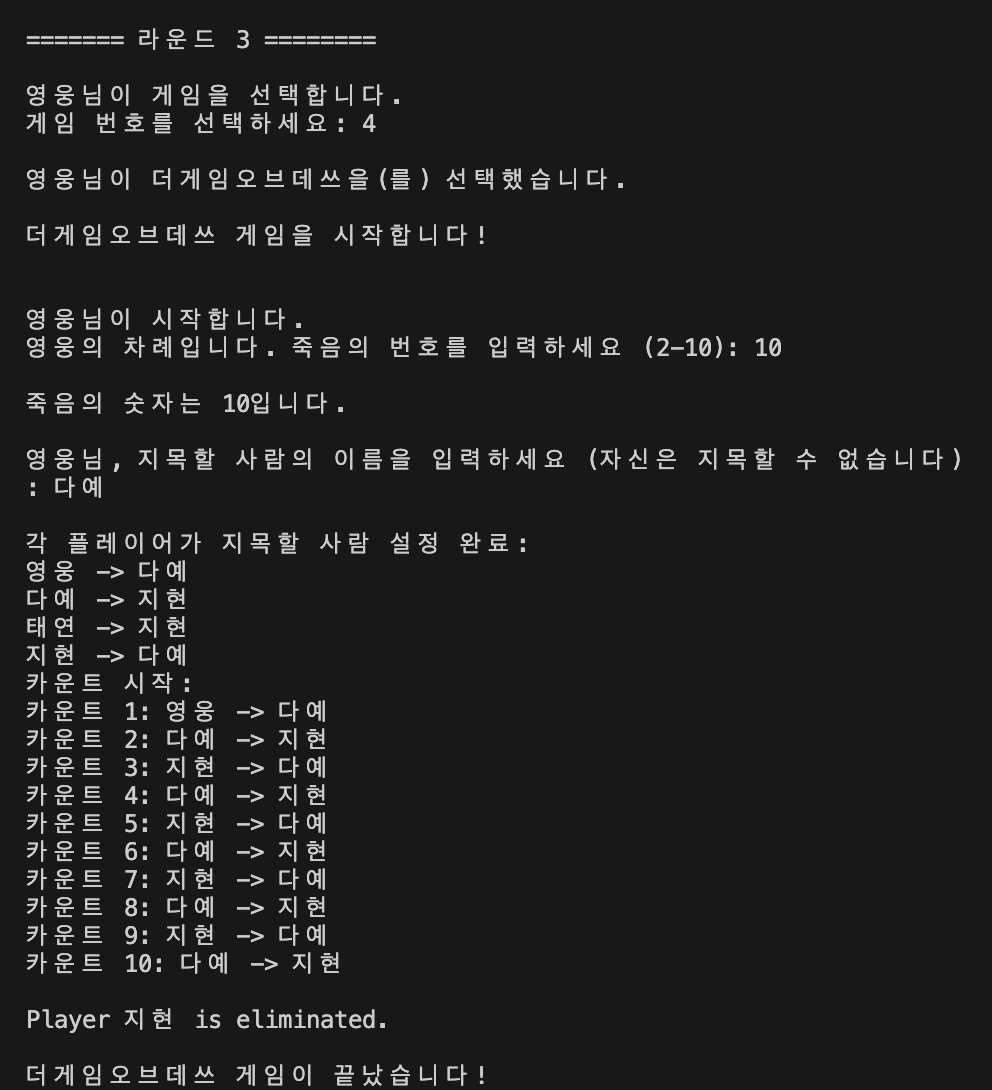 ======= 라운드 3 ========
영웅님이 게임을 선택합니다.
게임 번호를 선택하세요: 4
영웅님이 더게임오브데쓰을(를) 선택했습니다.
더게임오브데쓰 게임을 시작합니다!
영웅님이 시작합니다.
영웅의 차례입니다. 죽음의 번호를 입력하세요 (2-10): 10
죽음의 숫자는 10입니다.
영웅님, 지목할 사람의 이름을 입력하세요 (자신은 지목할 수 없습니다)
: 다예
각 플레이어가 지목할 사람 설정 완료:
영웅 -> 다예
다예 -> 지현
태연 -> 지현
지현 -> 다예
카운트 시작:
카운트 1: 영웅 -> 다예
카운트 2: 다예 -> 지현
카운트 3: 지현 -> 다예
카운트 4: 다예 -> 지현
카운트 5: 지현 -> 다예
카운트 6: 다예 -> 지현
카운트 7: 지현 -> 다예
카운트 8: 다예 -> 지현
카운트 9: 지현 -> 다예
카운트 10: 다예 -> 지현
Player 지현 is eliminated.
더게임오브데쓰 게임이 끝났습니다!